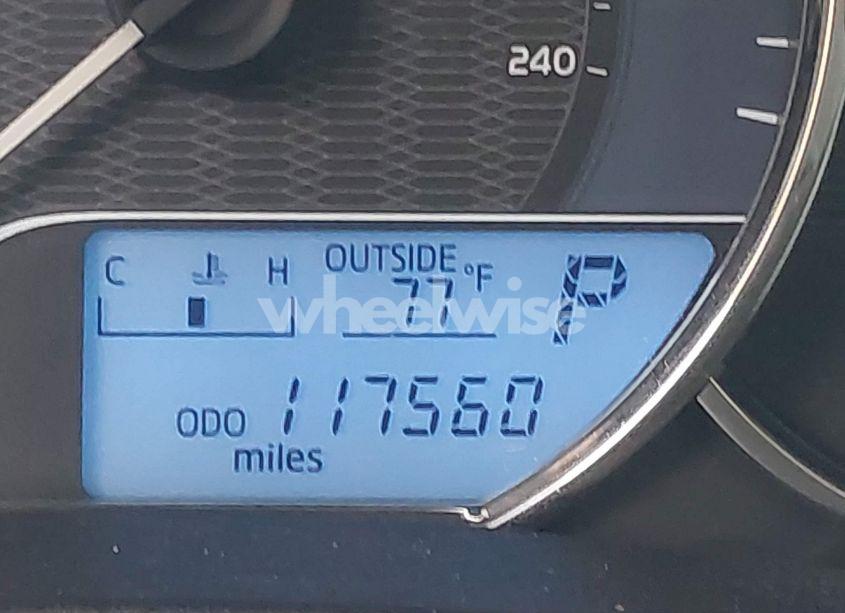 240
C H OUTSIDE °F P
77
wheelwise
ODO 117560
miles